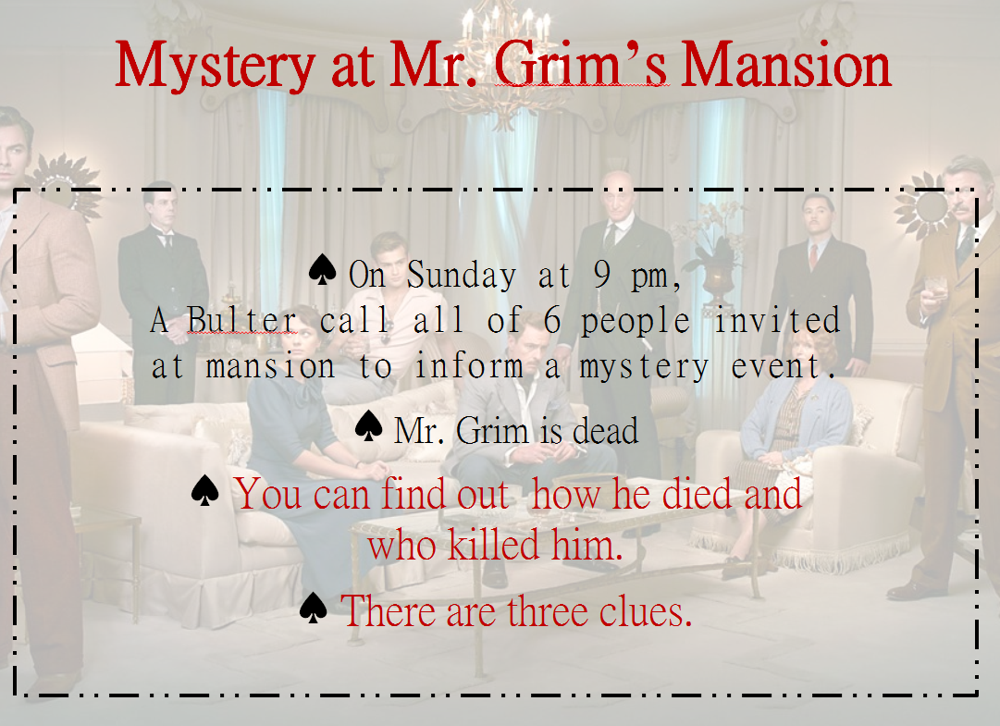 Mystery at Mr. Grim’s Mansion
♠ On Sunday at 9 pm,
A Bulter call all of 6 people invited
at mansion to inform a mystery event.
♠ Mr. Grim is dead
♠ You can find out  how he died and
who killed him.
♠ There are three clues.